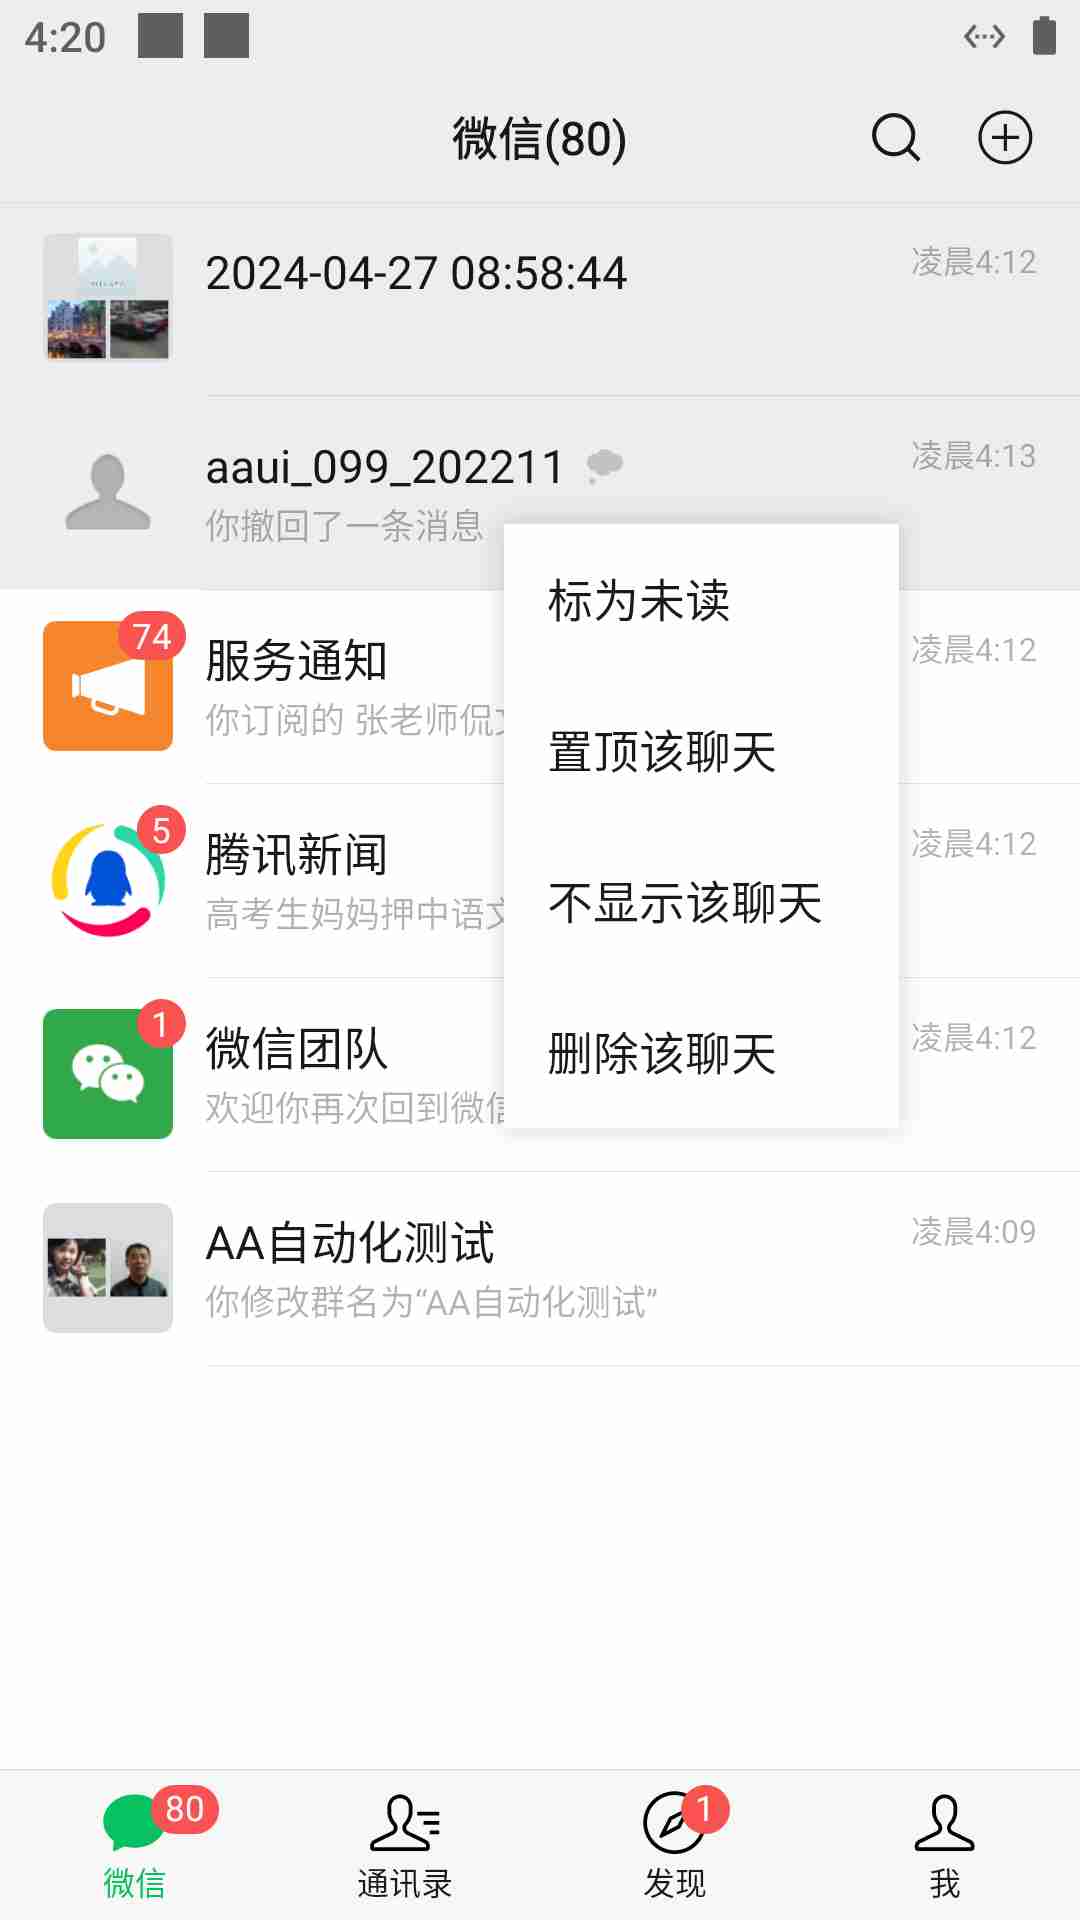 4:20
微信(80)
2024-04-27 08:58:44
凌晨4:12
aaui_099_202211
凌晨4:13
你撤回了一条消息
标为未读
置顶该聊天
不显示该聊天
删除该聊天
74
服务通知
凌晨4:12
你订阅的 张老师侃
5
腾讯新闻
凌晨4:12
高考生妈妈押中语
1
微信团队
凌晨4:12
欢迎你再次回到微
AA自动化测试
凌晨4:09
你修改群名为“AA自动化测试”
80
微信
通讯录
1
发现
我